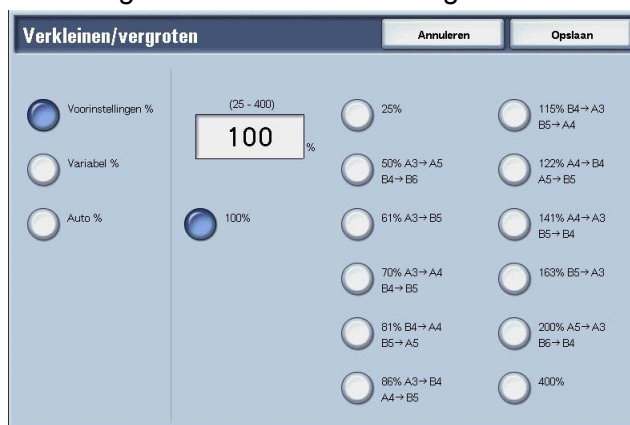 Verkleinen/vergroten
Annuleren
Opslaan
Voorinstellingen %
Variabel %
Auto %
(25 - 400)
100
%
100%
25%
50% A3→A5
B4→B6
61% A3→B5
70% A3→A4
B4→B5
81% B4→A4
B5→A5
86% A3→B4
A4→B5
115% B4→A3
B5→A4
122% A4→B4
A5→B5
141% A4→A3
B5→B4
163% B5→A3
200% A5→A3
B6→B4
400%